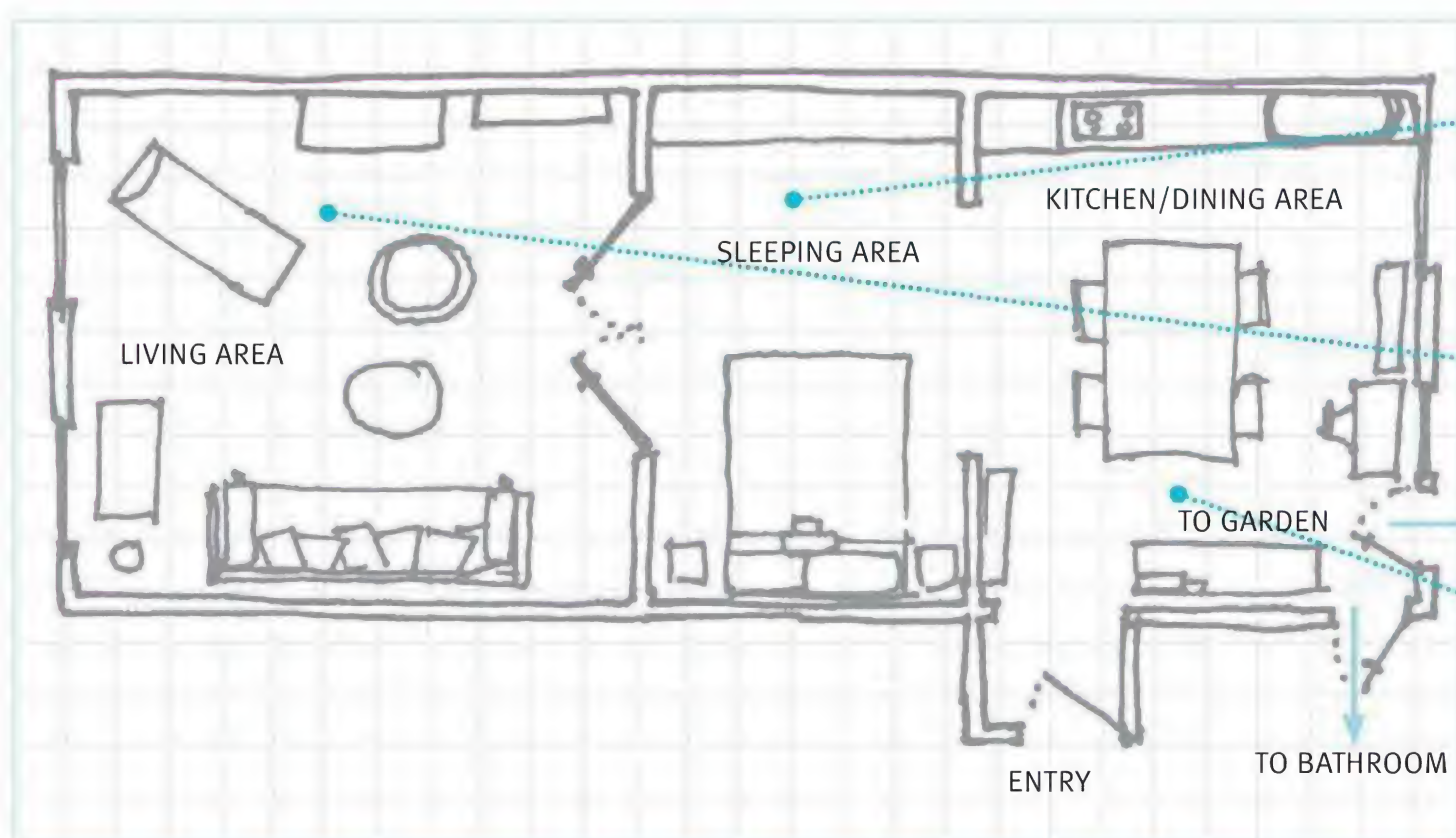 KITCHEN/DINING AREA
SLEEPING AREA
LIVING AREA
TO GARDEN
TO BATHROOM
ENTRY